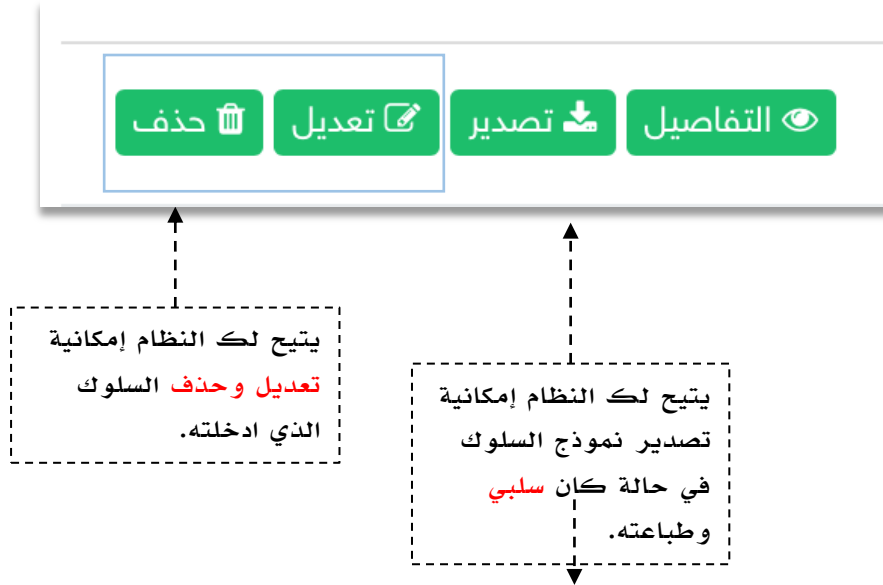 التفاصيل تصدير تعديل حذف
يتيح لك النظام إمكانية
تعديل وحذف السلوك
الذي ادخلته.
يتيح لك النظام إمكانية
تصدير نموذج السلوك
في حالة كان سلبي
وطباعته.